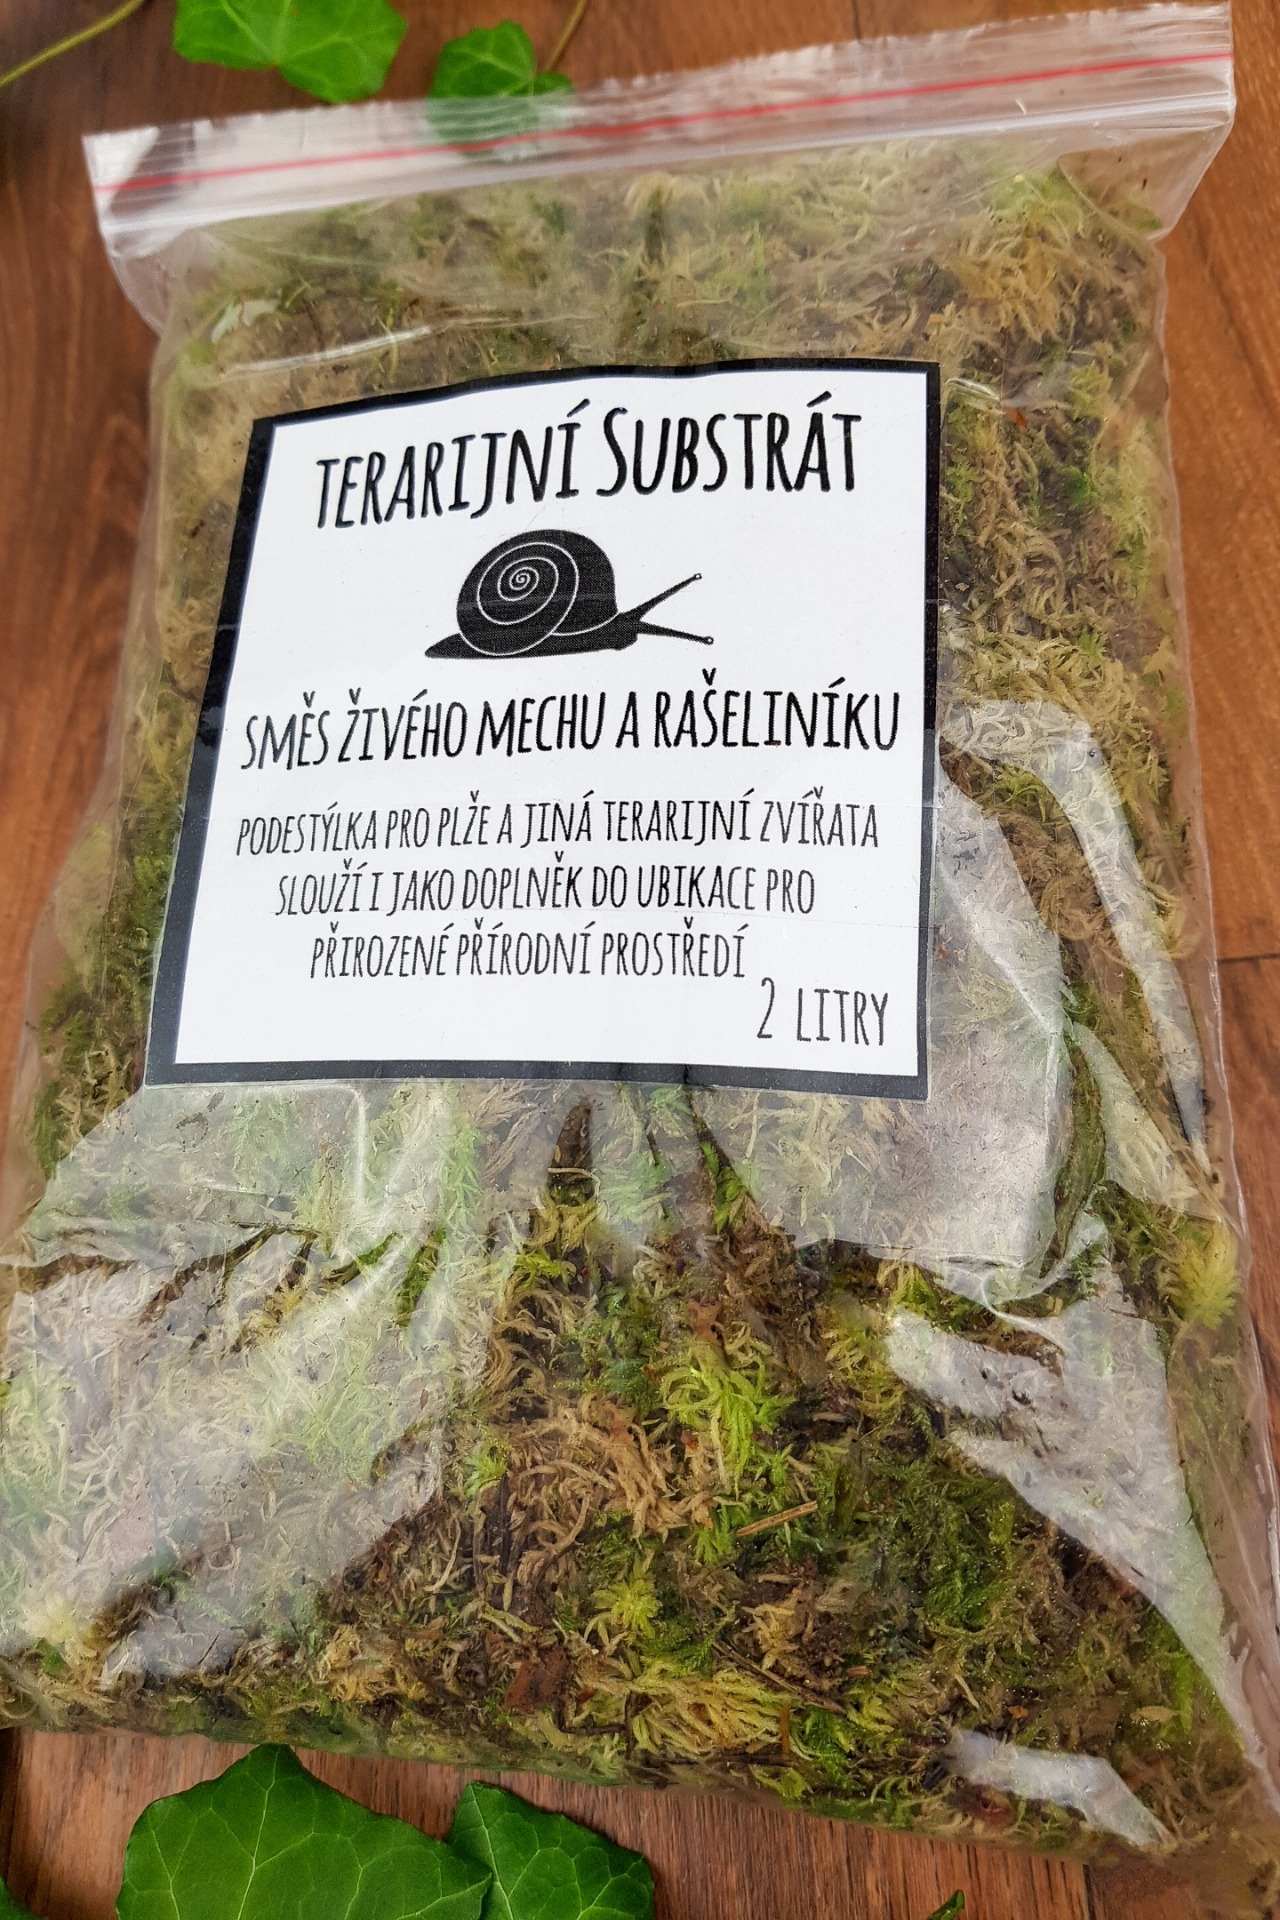 TERARIJNÍ SUBSTRÁT
SMĚS ŽIVÉHO MECHU A RAŠELINÍKU
PODESTÝLKA PRO PLŽE A JINÁ TERARIJNÍ ZVÍŘATA
SLOUŽÍ I JAKO DOPLNĚK DO UBIKACE PRO
PŘIROZENÉ PŘÍRODNÍ PROSTŘEDÍ
2 LITRY